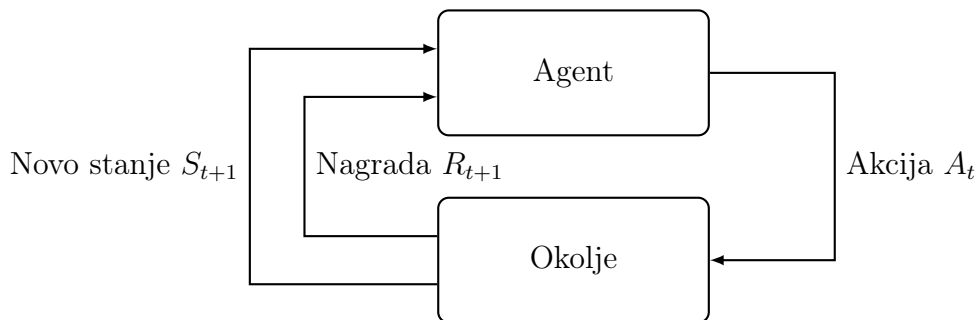 Agent
Novo stanje $S_{t+1}$
Nagrada $R_{t+1}$
Akcija $A_t$
Okolje